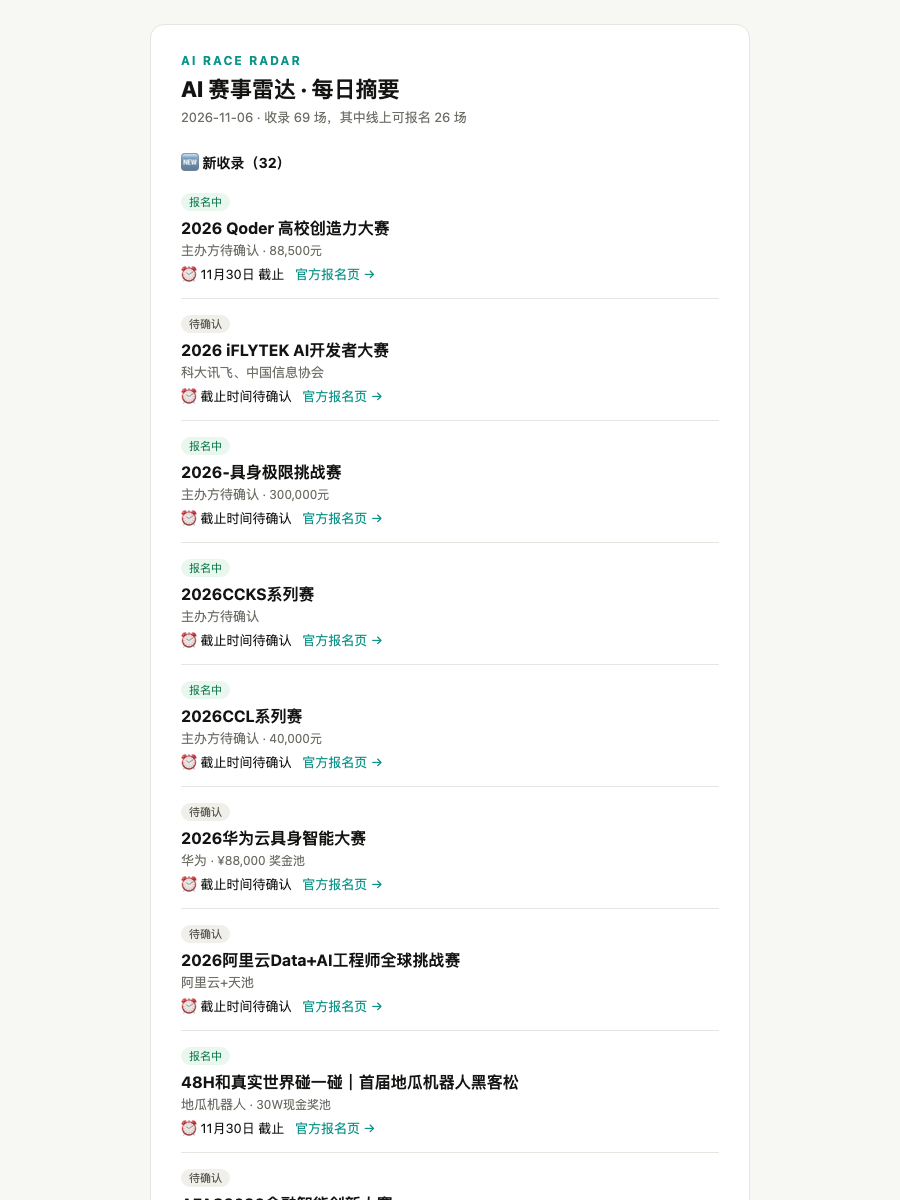 AI RACE RADAR
AI 赛事雷达 · 每日摘要
2026-11-06 · 收录 69 场，其中线上可报名 26 场
🆕 新收录（32）
报名中
2026 Qoder 高校创造力大赛
主办方待确认 · 88,500元
⏰ 11月30日 截止 官方报名页 →
待确认
2026 iFLYTEK AI开发者大赛
科大讯飞、中国信息协会
⏰ 截止时间待确认 官方报名页 →
报名中
2026-具身极限挑战赛
主办方待确认 · 300,000元
⏰ 截止时间待确认 官方报名页 →
报名中
2026CCKS系列赛
主办方待确认
⏰ 截止时间待确认 官方报名页 →
报名中
2026CCL系列赛
主办方待确认 · 40,000元
⏰ 截止时间待确认 官方报名页 →
待确认
2026华为云具身智能大赛
华为 · ¥88,000 奖金池
⏰ 截止时间待确认 官方报名页 →
待确认
2026阿里云Data+AI工程师全球挑战赛
阿里云+天池
⏰ 截止时间待确认 官方报名页 →
报名中
48H和真实世界碰一碰｜首届地瓜机器人黑客松
地瓜机器人 · 30W现金奖池
⏰ 11月30日 截止 官方报名页 →
待确认